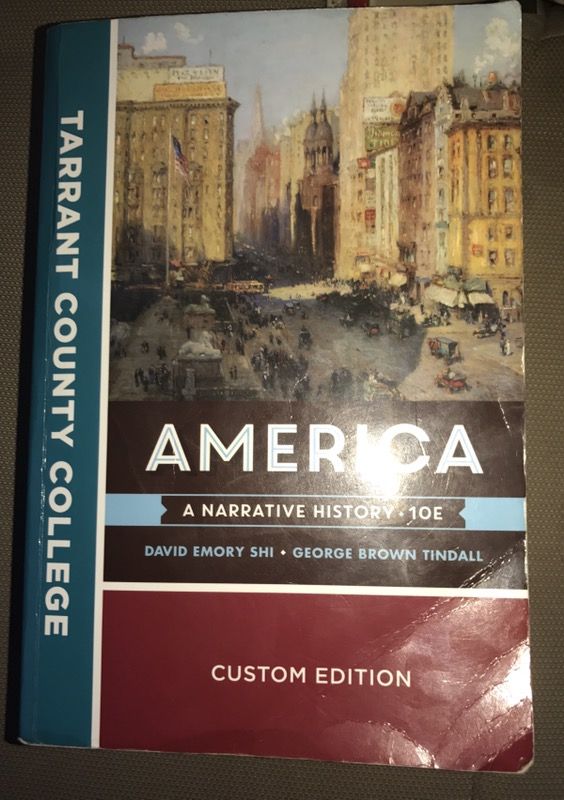 TARRANT COUNTY COLLEGE
AMERICA
A NARRATIVE HISTORY • 10E
DAVID EMORY SHI • GEORGE BROWN TINDALL
CUSTOM EDITION